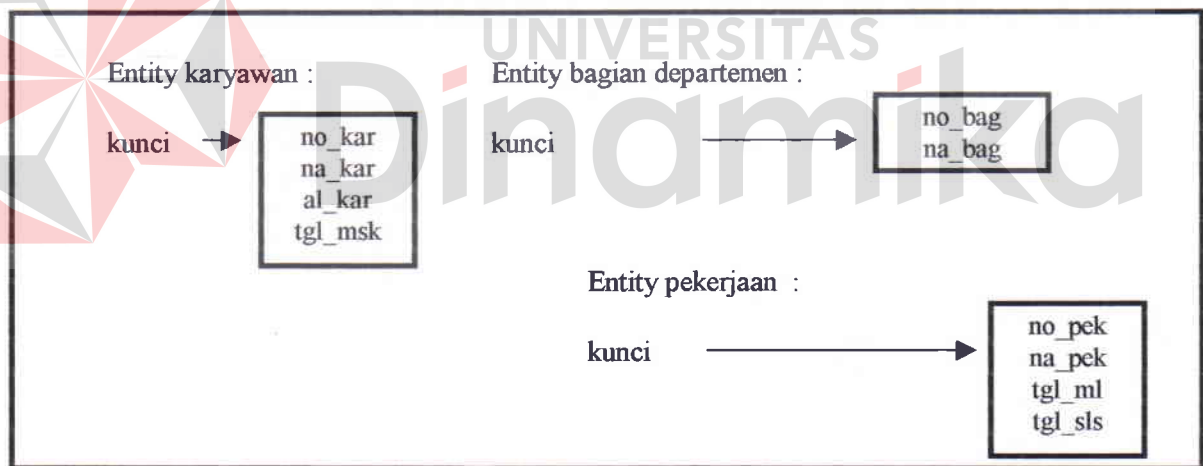 UNIVERSITAS
Dinamika
Entity karyawan :
kunci
no_kar
na_kar
al_kar
tgl_msk
Entity bagian departemen :
kunci
no_bag
na_bag
Entity pekerjaan :
kunci
no_pek
na_pek
tgl_ml
tgl_sls